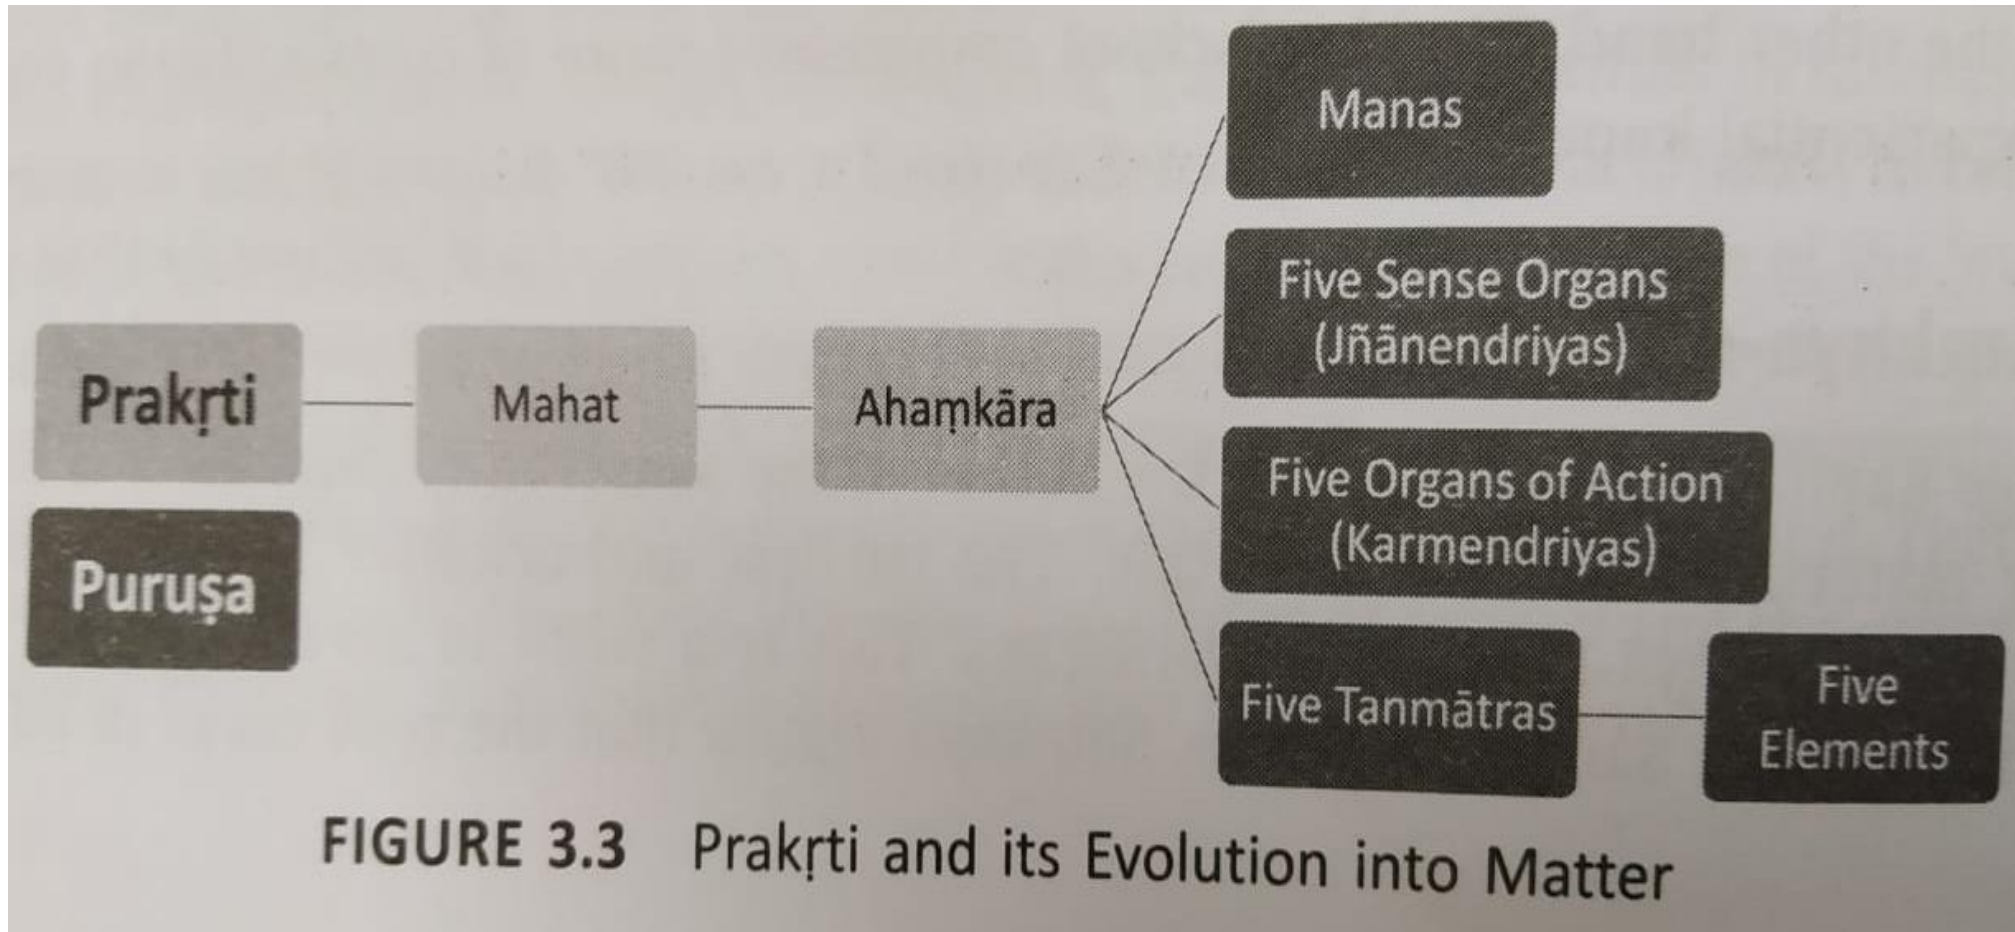 Manas
Five Sense Organs
(Jñānendriyas)
Prakṛti
Mahat
Ahaṃkāra
Five Organs of Action
(Karmendriyas)
Puruṣa
Five Tanmātras
Five
Elements
FIGURE 3.3 Prakṛti and its Evolution into Matter